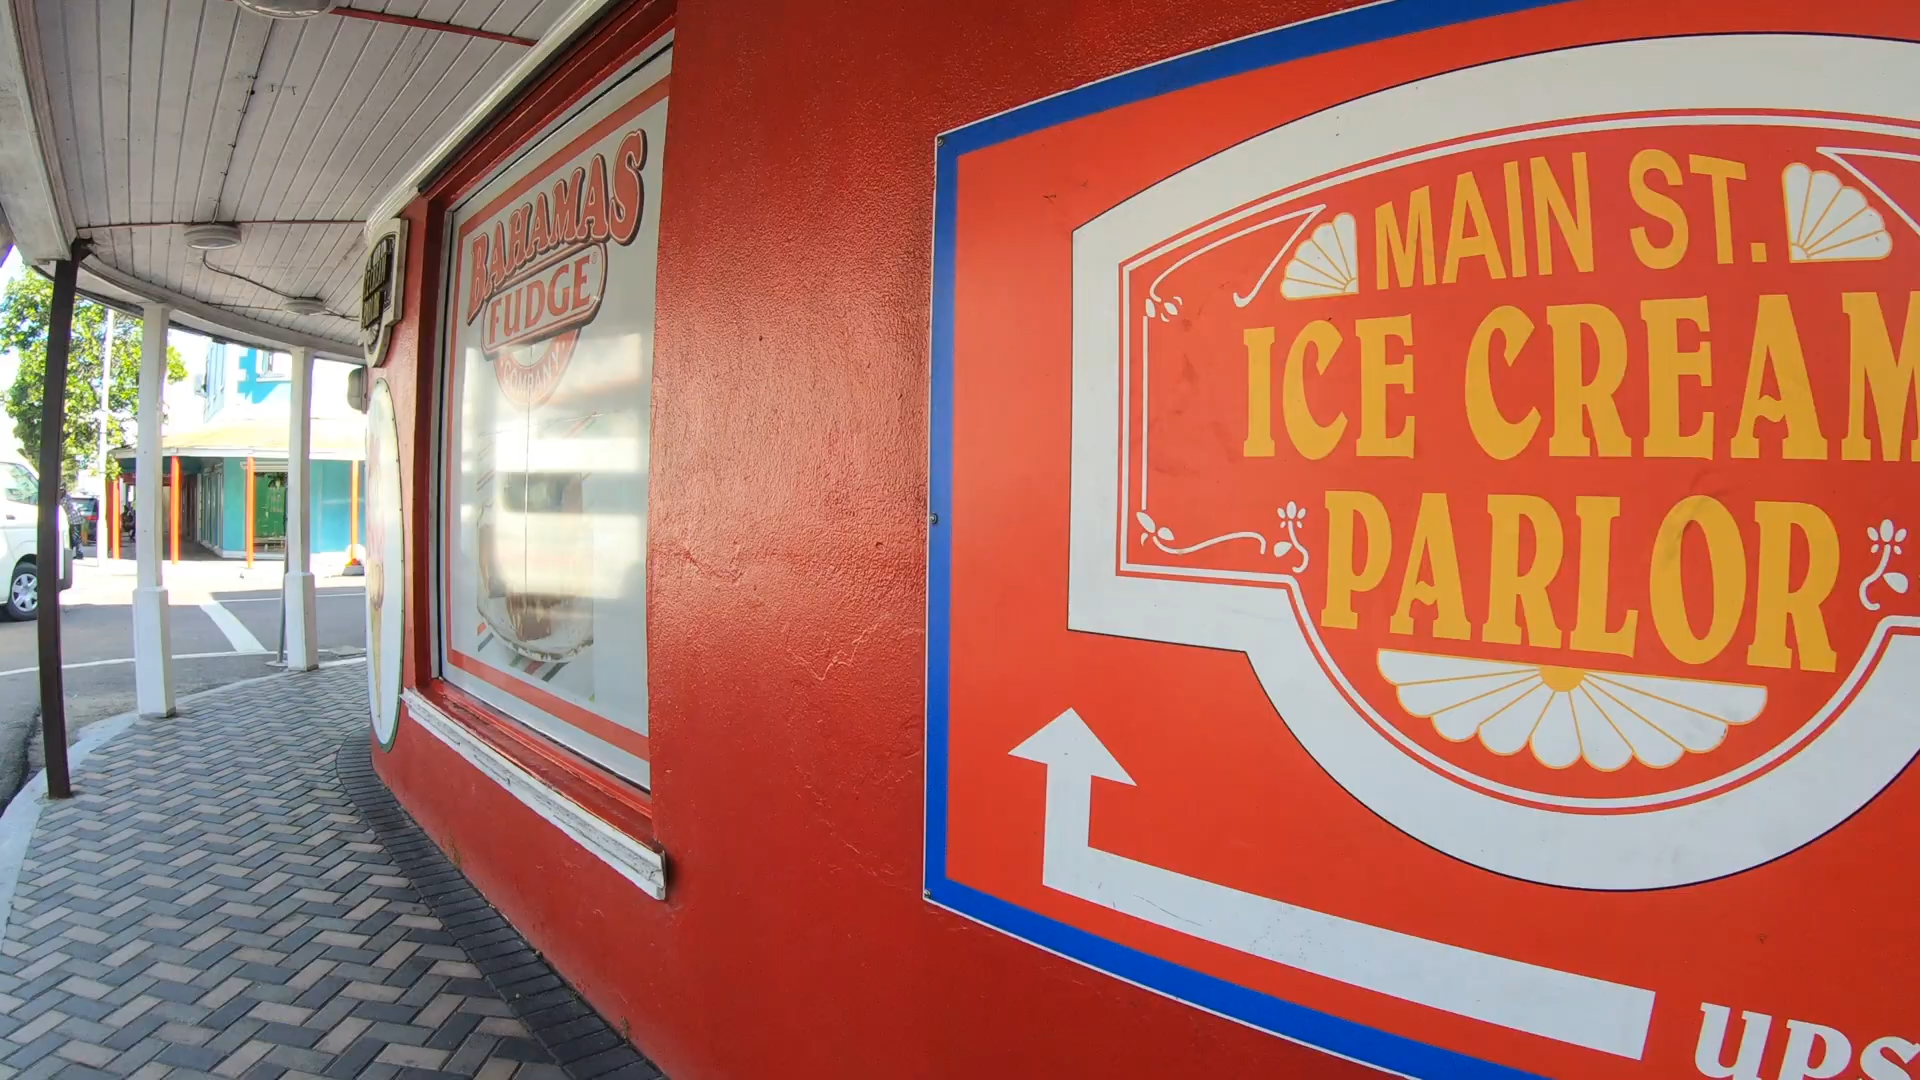 BAHAMAS
FUDGE
COMPANY
MAIN ST.
ICE CREAM
PARLOR
UPS